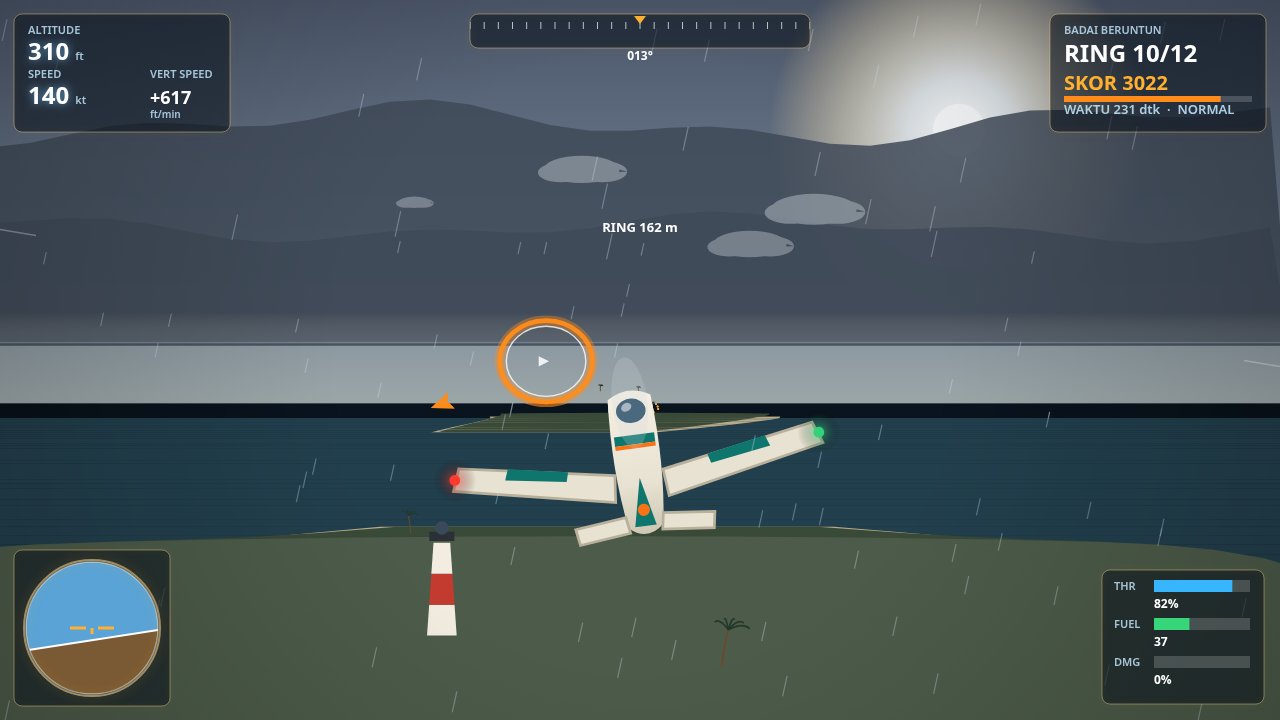 ALTITUDE
310 ft
SPEED
140 kt
VERT SPEED
+617
ft/min
013°
BADAI BERUNTUN
RING 10/12
SKOR 3022
WAKTU 231 dtk · NORMAL
RING 162 m
THR
82%
FUEL
37
DMG
0%